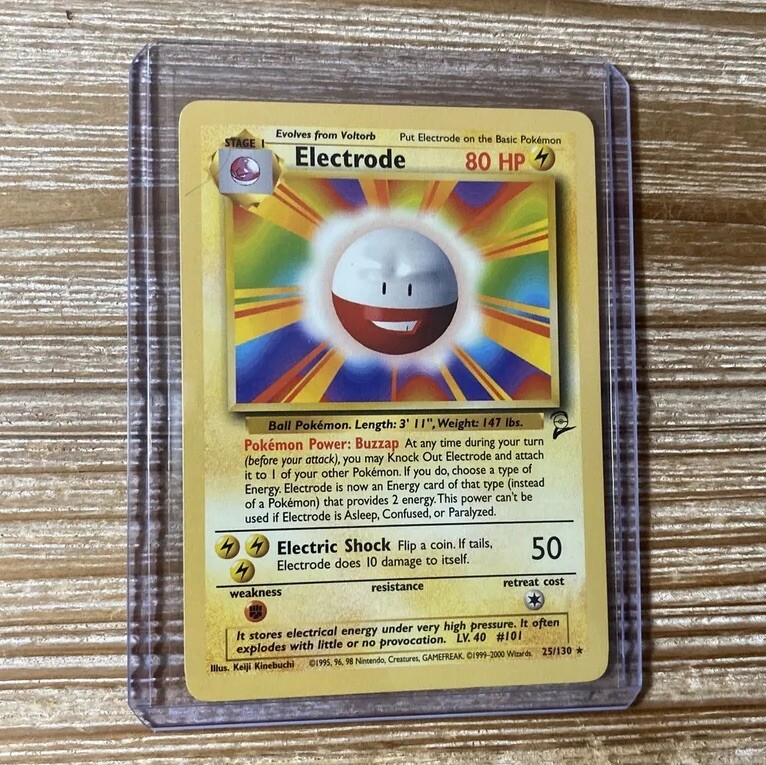 Evolves from Voltorb Put Electrode on the Basic Pokémon
STAGE 1
Electrode 80 HP
Ball Pokémon. Length: 3' 11", Weight: 147 lbs.
Pokémon Power: Buzzap At any time during your turn
(before your attack), you may Knock Out Electrode and attach
it to 1 of your other Pokémon. If you do, choose a type of
Energy. Electrode is now an Energy card of that type (instead
of a Pokémon) that provides 2 energy. This power can't be
used if Electrode is Asleep, Confused, or Paralyzed.
Electric Shock Flip a coin. If tails, 50
Electrode does 10 damage to itself.
weakness resistance retreat cost
It stores electrical energy under very high pressure. It often
explodes with little or no provocation. LV. 40 #101
Illus. Keiji Kinebuchi ©1995, 96, 98 Nintendo, Creatures, GAMEFREAK. ©1999-2000 Wizards. 25/130 ★